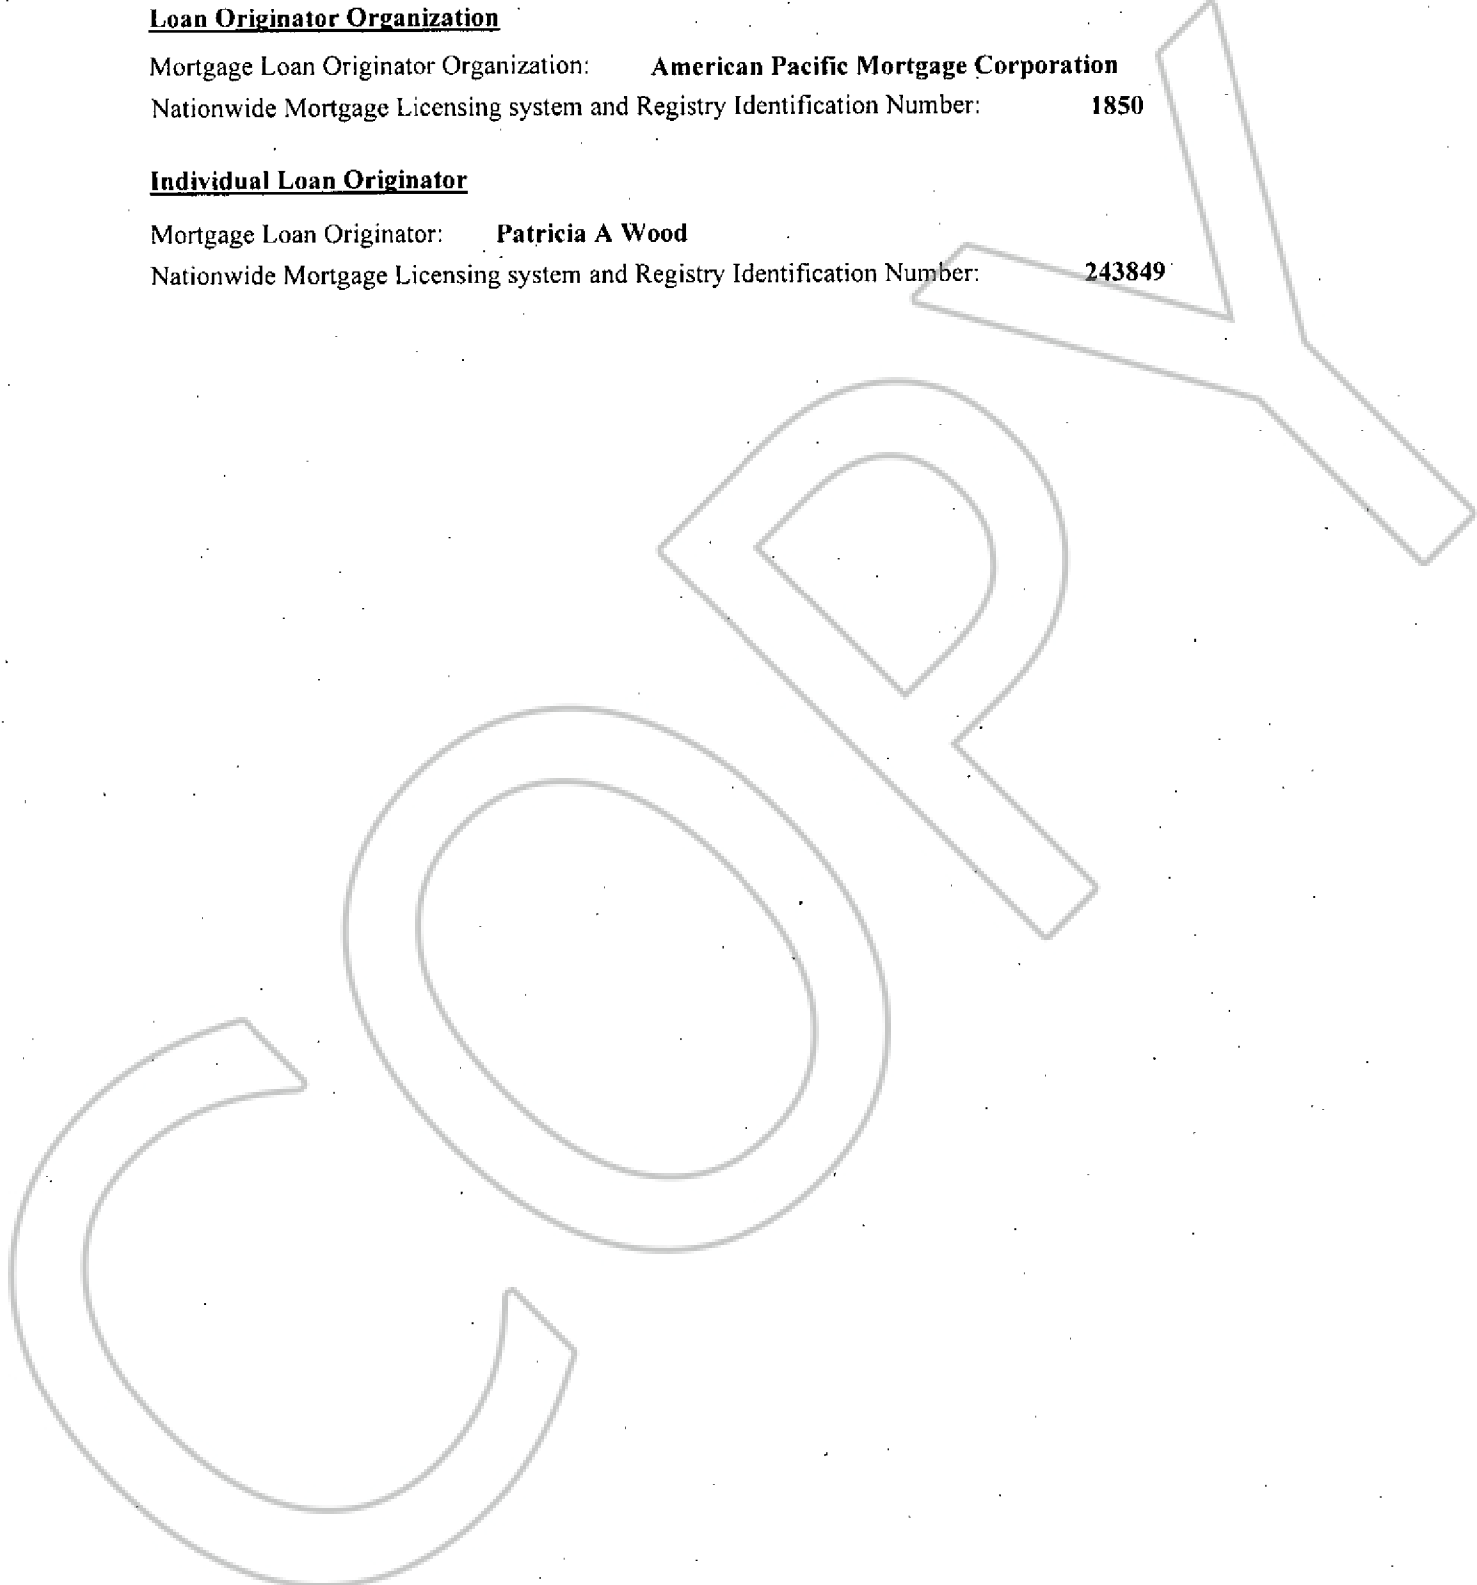 Loan Originator Organization
Mortgage Loan Originator Organization: American Pacific Mortgage Corporation
Nationwide Mortgage Licensing system and Registry Identification Number: 1850
Individual Loan Originator
Mortgage Loan Originator: Patricia A Wood
Nationwide Mortgage Licensing system and Registry Identification Number: 243849
COPY